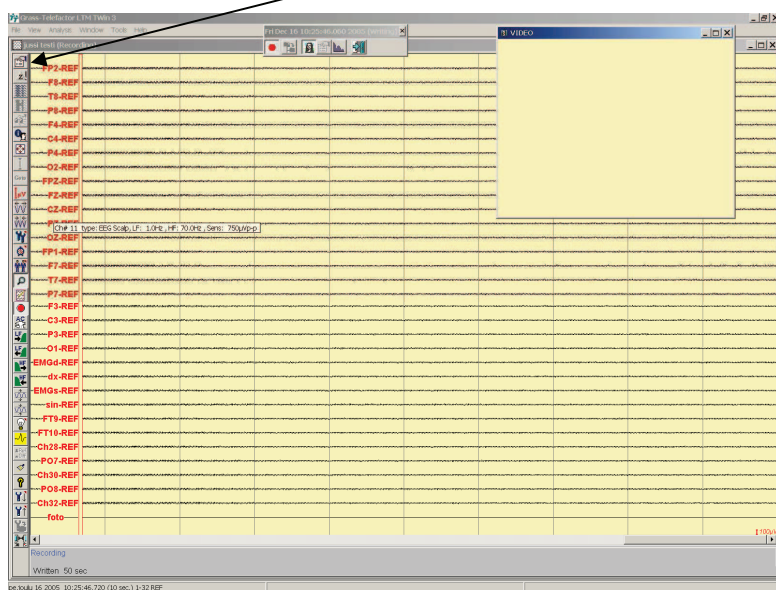 Grass-Telefactor LTM TWin 3
File View Analysis Window Tools Help
Fri Dec 16 10:25:46.060 2005
VIDEO
jussi testi (Recording)
FP2-REF
F8-REF
T8-REF
P8-REF
F4-REF
C4-REF
P4-REF
O2-REF
FPZ-REF
FZ-REF
CZ-REF
Ch# 11 type: EEG Scalp, LF: 1.0Hz , HF: 70.0Hz , Sens: 750µVp-p
OZ-REF
FP1-REF
F7-REF
T7-REF
P7-REF
F3-REF
C3-REF
P3-REF
O1-REF
EMGd-REF
dx-REF
EMGs-REF
sin-REF
FT9-REF
FT10-REF
Ch28-REF
PO7-REF
Ch30-REF
PO8-REF
Ch32-REF
foto
Recording
Written 50 sec
pe joulu 16 2005 10:25:46.720 (10 sec.) 1-32 REF